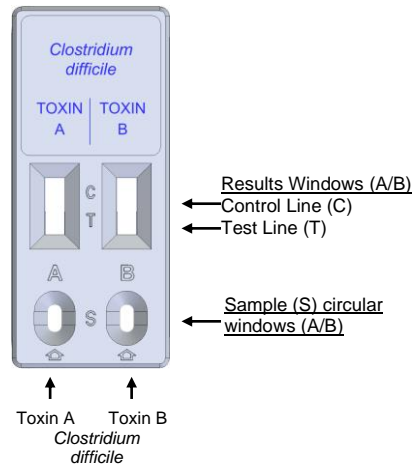 Clostridium
difficile
TOXIN TOXIN
A B
C
T
Results Windows (A/B)
Control Line (C)
Test Line (T)
A B
S
Sample (S) circular
windows (A/B)
Toxin A Toxin B
Clostridium
difficile